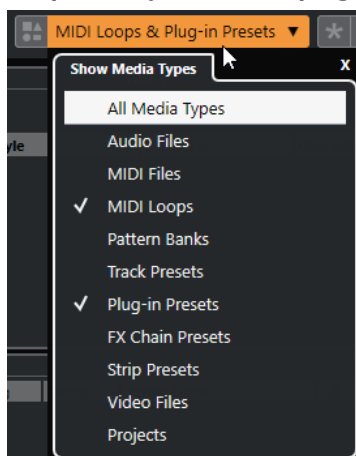 MIDI Loops & Plug-in Presets
Show Media Types
X
All Media Types
Audio Files
yle
MIDI Files
MIDI Loops
Pattern Banks
Track Presets
Plug-in Presets
FX Chain Presets
Strip Presets
Video Files
Projects